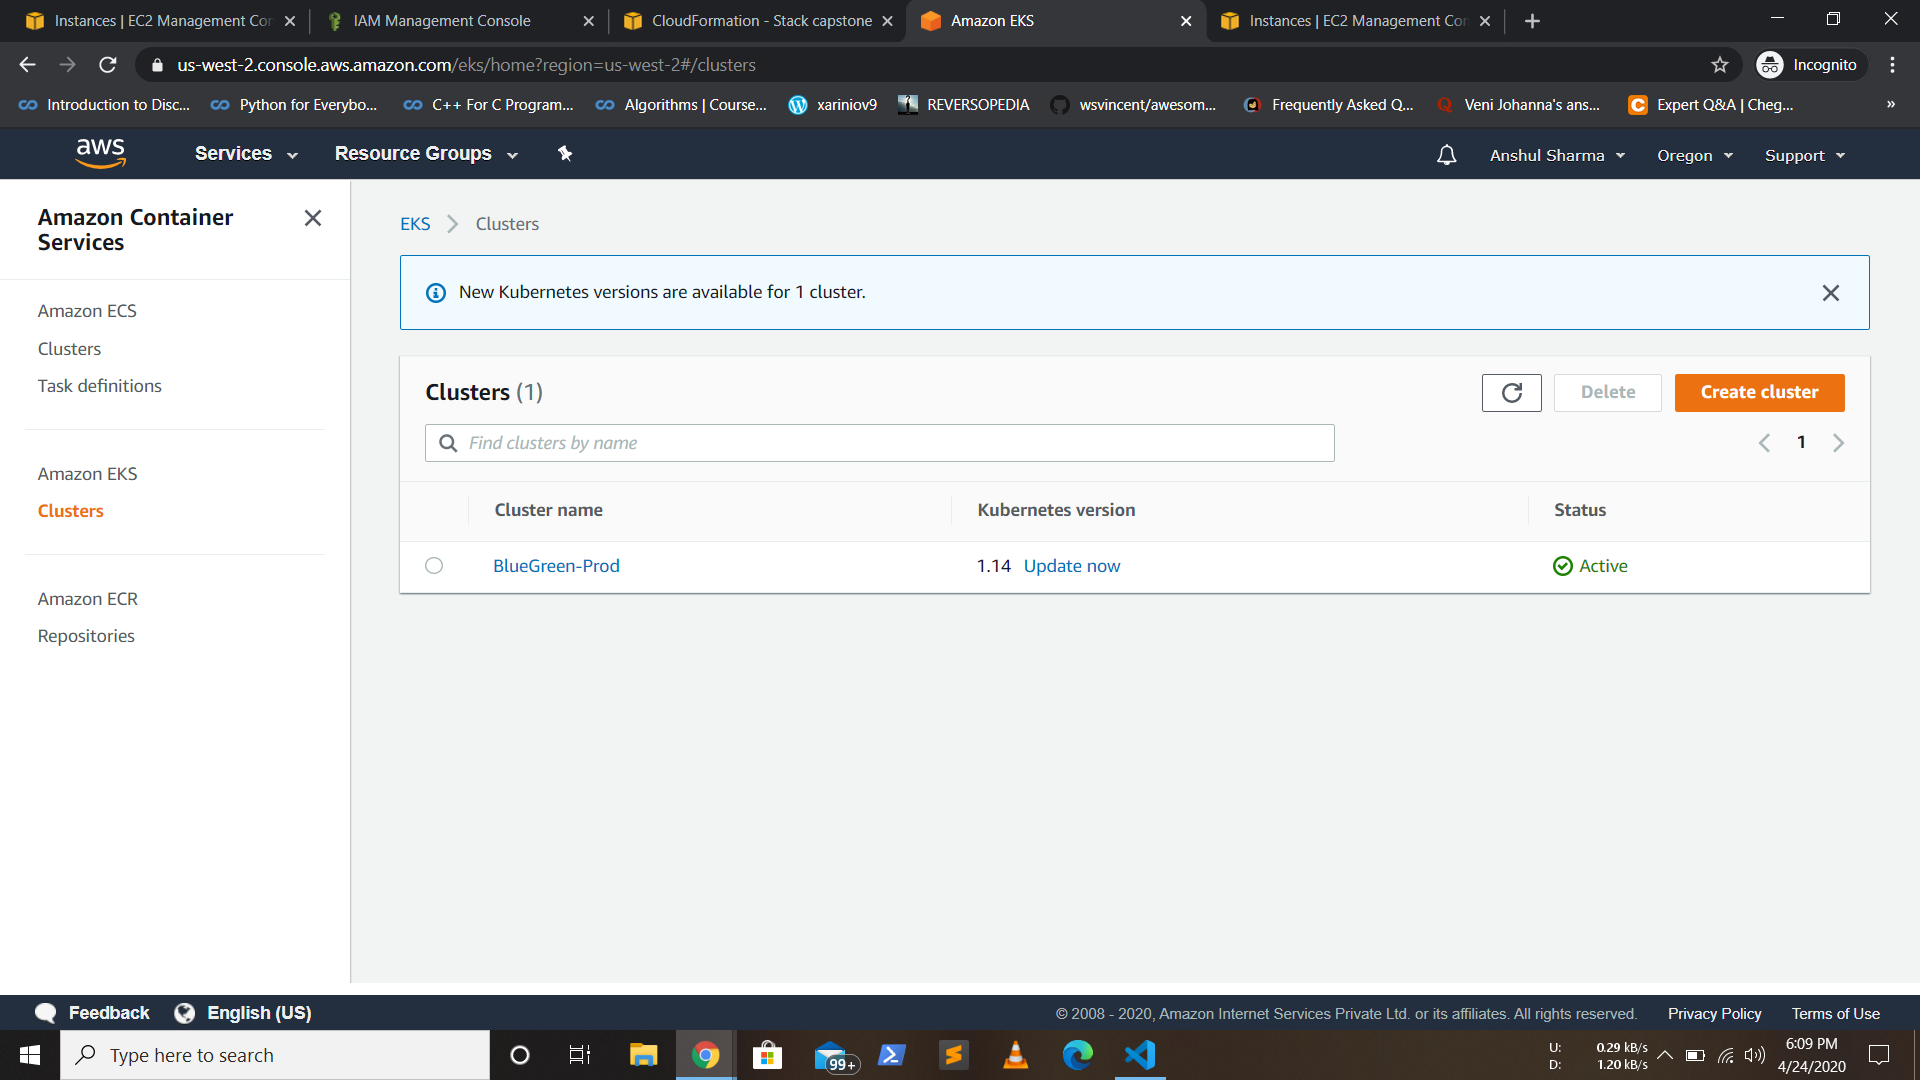 Instances | EC2 Management Con
IAM Management Console
CloudFormation - Stack capstone
Amazon EKS
Instances | EC2 Management Con
us-west-2.console.aws.amazon.com/eks/home?region=us-west-2#/clusters
Incognito
Introduction to Disc...
Python for Everybo...
C++ For C Program...
Algorithms | Course...
xariniov9
REVERSOPEDIA
wsvincent/awesom...
Frequently Asked Q...
Veni Johanna's ans...
Expert Q&A | Cheg...
»
aws
Services
Resource Groups
Anshul Sharma
Oregon
Support
Amazon Container
Services
Amazon ECS
Clusters
Task definitions
Amazon EKS
Clusters
Amazon ECR
Repositories
EKS > Clusters
New Kubernetes versions are available for 1 cluster.
Clusters (1)
Delete
Create cluster
Find clusters by name
1
Cluster name
Kubernetes version
Status
BlueGreen-Prod
1.14 Update now
Active
Feedback
English (US)
© 2008 - 2020, Amazon Internet Services Private Ltd. or its affiliates. All rights reserved.
Privacy Policy
Terms of Use
Type here to search
99+
U: 0.29 kB/s
D: 1.20 kB/s
6:09 PM
4/24/2020